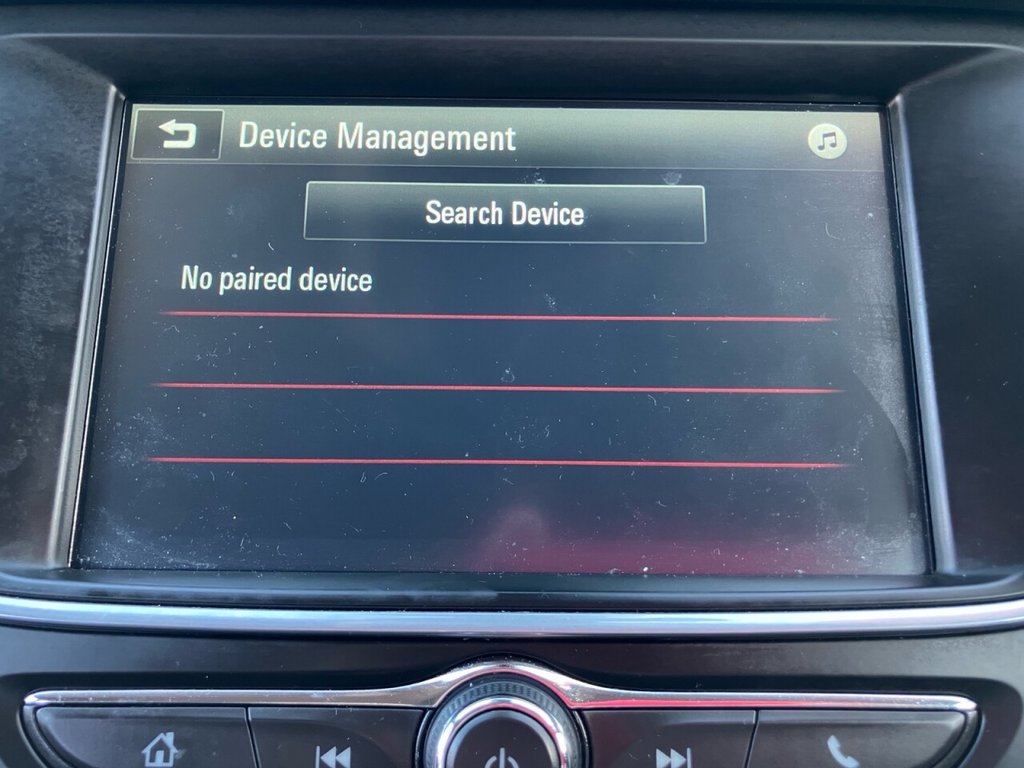 Device Management
Search Device
No paired device